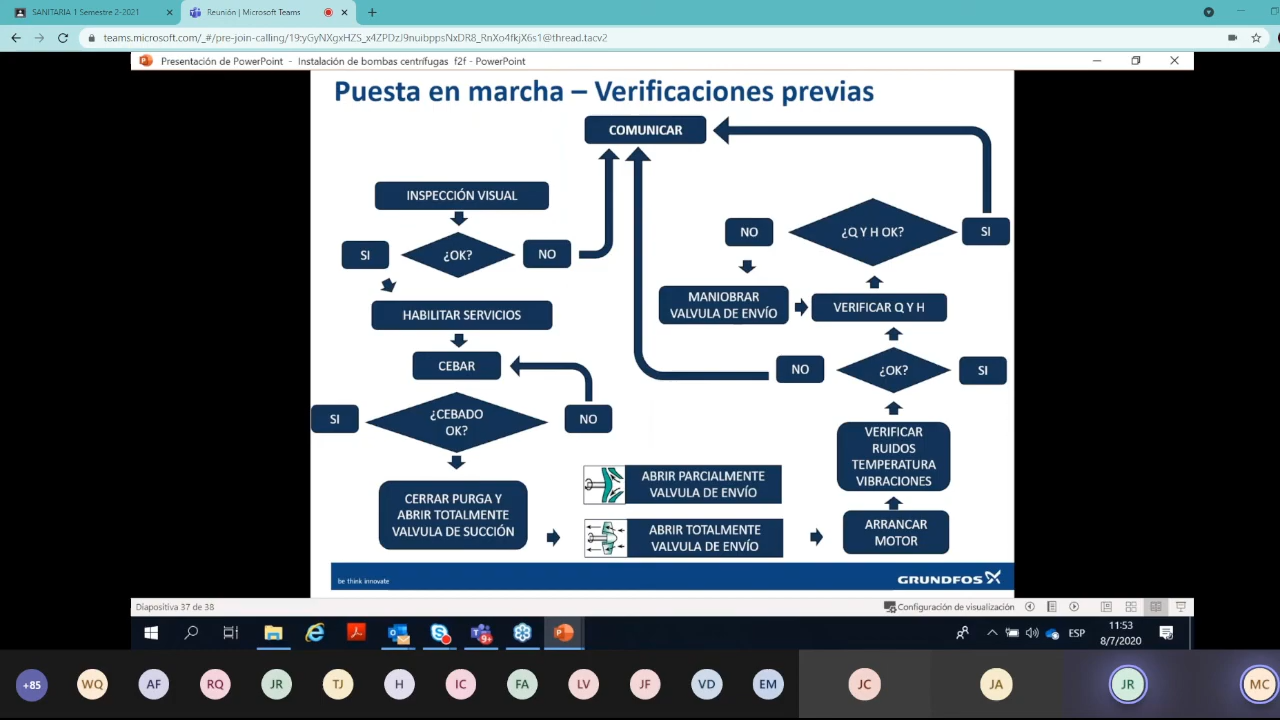 SANITARIA 1 Semestre 2-2021
Reunión | Microsoft Teams
teams.microsoft.com/_#/pre-join-calling/19:yGyNXgxHZS_x4ZPDzJ9nuibppsNxDR8_RnXo4fkjX6s1@thread.tacv2
Presentación de PowerPoint - Instalación de bombas centrífugas f2f - PowerPoint
Puesta en marcha – Verificaciones previas
COMUNICAR
INSPECCIÓN VISUAL
SI
¿OK?
NO
HABILITAR SERVICIOS
CEBAR
SI
¿CEBADO
OK?
NO
CERRAR PURGA Y
ABRIR TOTALMENTE
VALVULA DE SUCCIÓN
ABRIR PARCIALMENTE
VALVULA DE ENVÍO
ABRIR TOTALMENTE
VALVULA DE ENVÍO
NO
¿Q Y H OK?
SI
MANIOBRAR
VALVULA DE ENVÍO
VERIFICAR Q Y H
NO
¿OK?
SI
VERIFICAR
RUIDOS
TEMPERATURA
VIBRACIONES
ARRANCAR
MOTOR
be think innovate
GRUNDFOS
Diapositiva 37 de 38
Configuración de visualización
9+
ESP
11:53
8/7/2020
+85
WQ
AF
RQ
JR
TJ
H
IC
FA
LV
JF
VD
EM
JC
JA
JR
MC